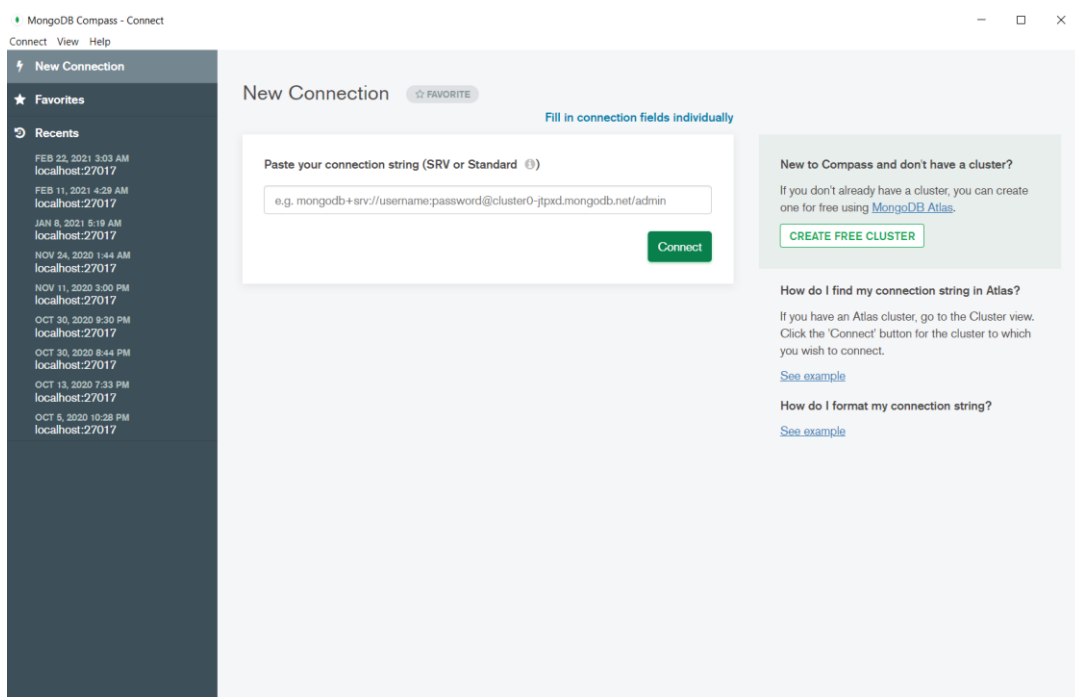 MongoDB Compass - Connect
Connect View Help
New Connection
Favorites
Recents
FEB 22, 2021 3:03 AM
localhost:27017
FEB 11, 2021 4:29 AM
localhost:27017
JAN 8, 2021 5:19 AM
localhost:27017
NOV 24, 2020 1:44 AM
localhost:27017
NOV 11, 2020 3:00 PM
localhost:27017
OCT 30, 2020 9:30 PM
localhost:27017
OCT 30, 2020 8:44 PM
localhost:27017
OCT 13, 2020 7:33 PM
localhost:27017
OCT 5, 2020 10:28 PM
localhost:27017
New Connection
FAVORITE
Fill in connection fields individually
Paste your connection string (SRV or Standard )
e.g. mongodb+srv://username:password@cluster0-jtpxd.mongodb.net/admin
Connect
New to Compass and don't have a cluster?
If you don't already have a cluster, you can create
one for free using MongoDB Atlas.
CREATE FREE CLUSTER
How do I find my connection string in Atlas?
If you have an Atlas cluster, go to the Cluster view.
Click the 'Connect' button for the cluster to which
you wish to connect.
See example
How do I format my connection string?
See example